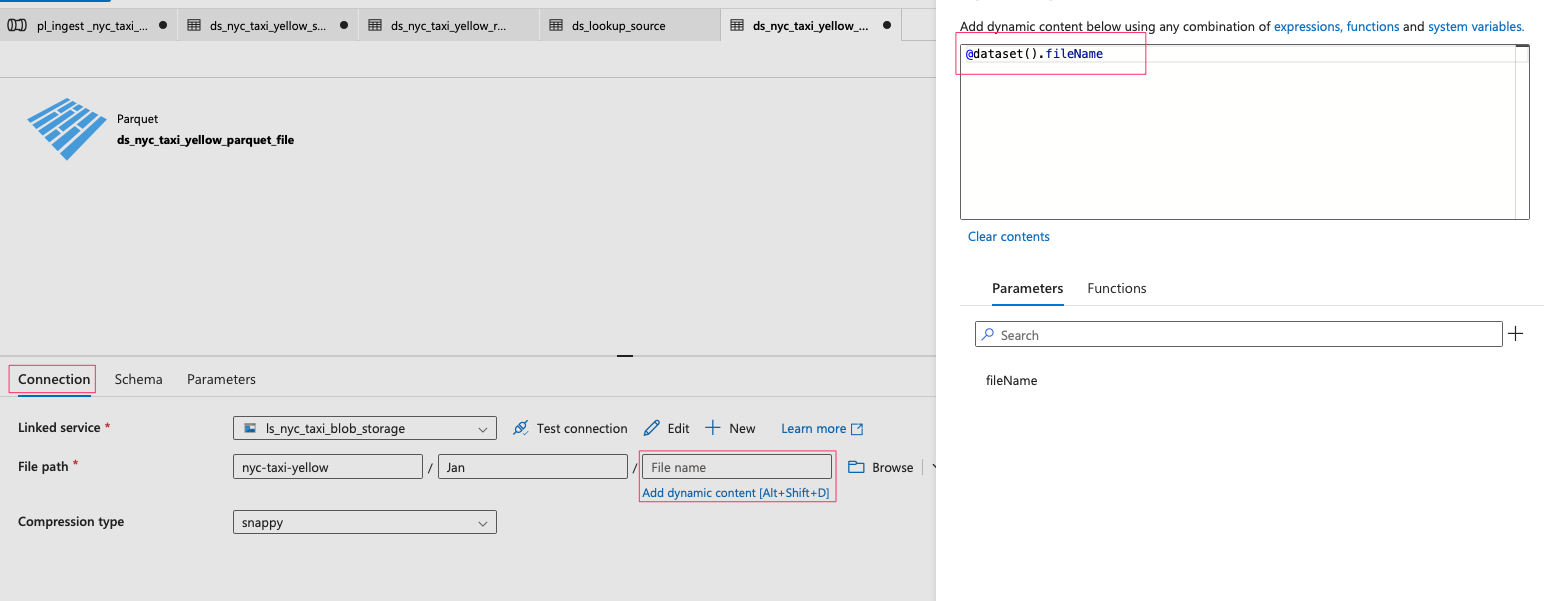 pl_ingest _nyc_taxi_...
ds_nyc_taxi_yellow_s...
ds_nyc_taxi_yellow_r...
ds_lookup_source
ds_nyc_taxi_yellow_...
Parquet
ds_nyc_taxi_yellow_parquet_file
Connection Schema Parameters
Linked service * ls_nyc_taxi_blob_storage Test connection Edit New Learn more
File path * nyc-taxi-yellow / Jan / File name Browse
Add dynamic content [Alt+Shift+D]
Compression type snappy
Add dynamic content below using any combination of expressions, functions and system variables.
@dataset().fileName
Clear contents
Parameters Functions
Search
fileName